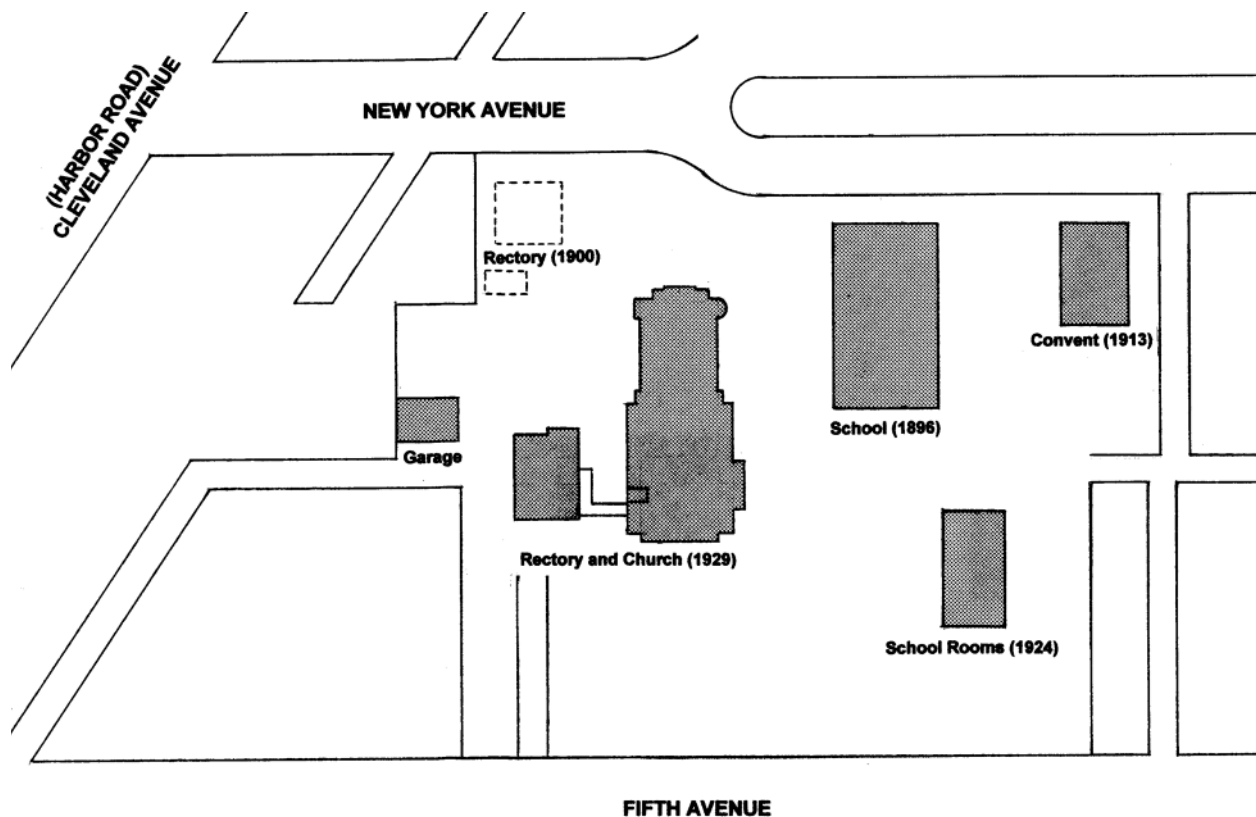 (HARBOR ROAD)
CLEVELAND AVENUE
NEW YORK AVENUE
Rectory (1900)
Convent (1913)
School (1896)
Garage
Rectory and Church (1929)
School Rooms (1924)
FIFTH AVENUE